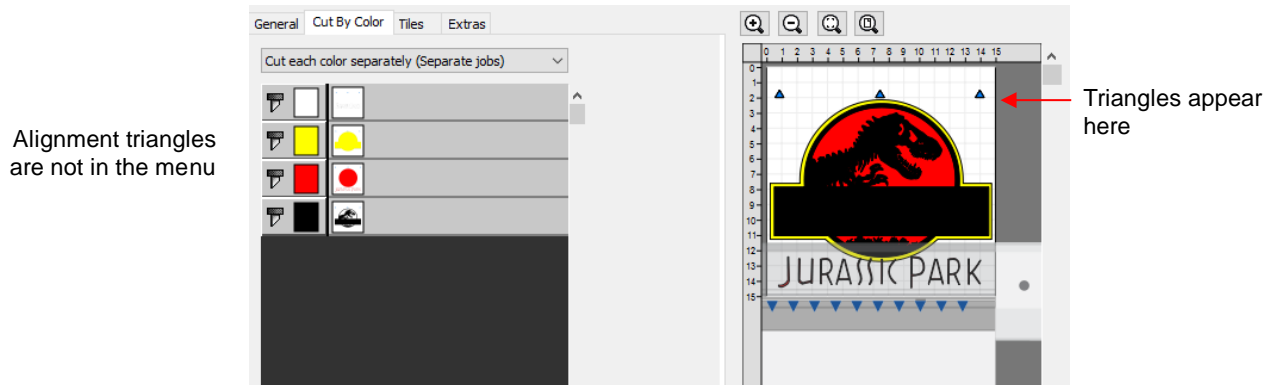 General Cut By Color Tiles Extras
Cut each color separately (Separate jobs)
Alignment triangles
are not in the menu
0 1 2 3 4 5 6 7 8 9 10 11 12 13 14 15
0
1
2
3
4
5
6
7
8
9
10
11
12
13
14
15
JURASSIC PARK
Triangles appear
here